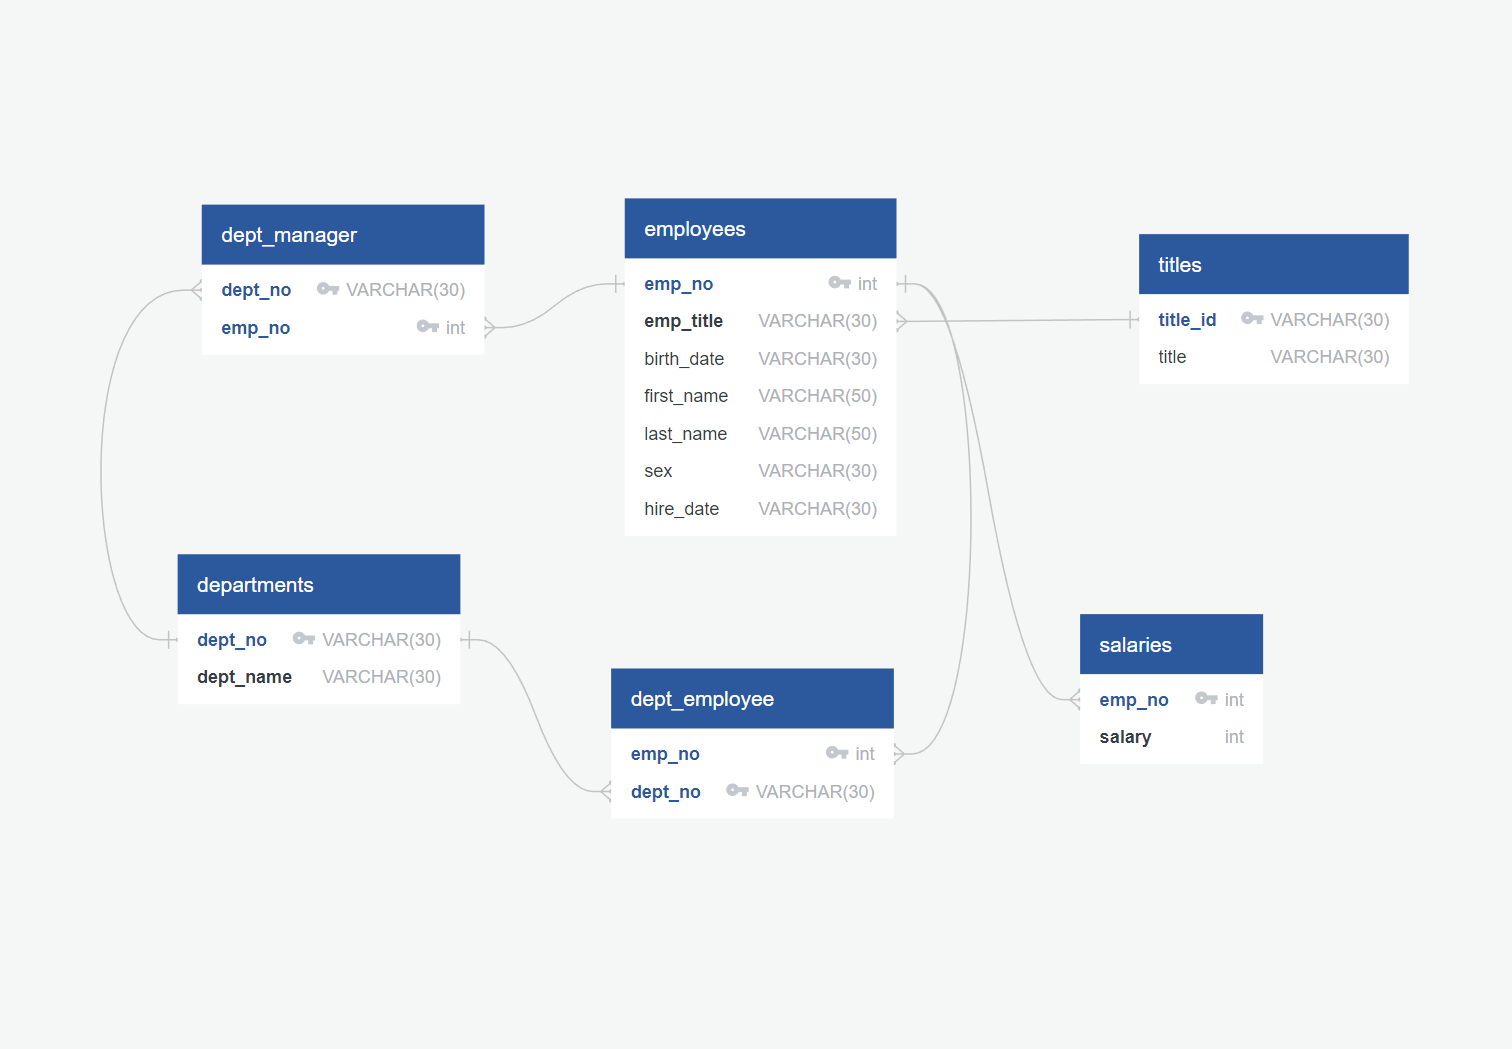 dept_manager
dept_no VARCHAR(30)
emp_no int
employees
emp_no int
emp_title VARCHAR(30)
birth_date VARCHAR(30)
first_name VARCHAR(50)
last_name VARCHAR(50)
sex VARCHAR(30)
hire_date VARCHAR(30)
titles
title_id VARCHAR(30)
title VARCHAR(30)
departments
dept_no VARCHAR(30)
dept_name VARCHAR(30)
dept_employee
emp_no int
dept_no VARCHAR(30)
salaries
emp_no int
salary int